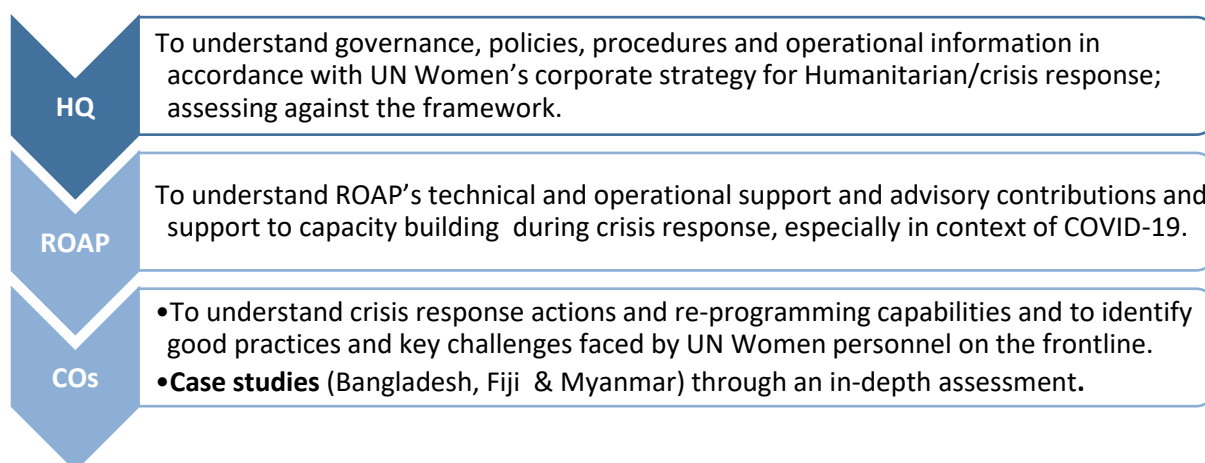 HQ
To understand governance, policies, procedures and operational information in
accordance with UN Women's corporate strategy for Humanitarian/crisis response;
assessing against the framework.
ROAP
To understand ROAP's technical and operational support and advisory contributions and
support to capacity building during crisis response, especially in context of COVID-19.
COs
•To understand crisis response actions and re-programming capabilities and to identify
good practices and key challenges faced by UN Women personnel on the frontline.
•Case studies (Bangladesh, Fiji & Myanmar) through an in-depth assessment.